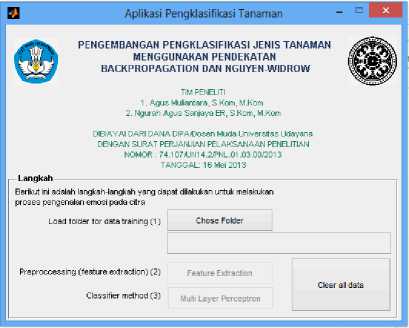 Aplikasi Pengklasifikasi Tanaman
PENGEMBANGAN PENGKLASIFIKASI JENIS TANAMAN
MENGGUNAKAN PENDEKATAN
BACKPROPAGATION DAN NGUYEN-WIDROW
TIM PENELITI
1. Agus Muliantara, S.Kom, M.Kom
2. Ngurah Agus Sanjaya ER, S.Kom, M.Kom
DIBIAYAI DARI DANA DIPA/Dosen Muda Universitas Udayana
DENGAN SURAT PERJANJIAN PELAKSANAAN PENELITIAN
NOMOR : 74.107/UN14.2/PNL.01.03.00/2013
TANGGAL: 16 Mei 2013
Langkah
Berikut ini adalah langkah-langkah yang dapat dilakukan untuk melakukan
proses pengenalan emosi pada citra
Load folder for data training (1)
Chose Folder
Preproccessing (feature extraction) (2)
Feature Extraction
Clear all data
Classifier method (3)
Multi Layer Perceptron